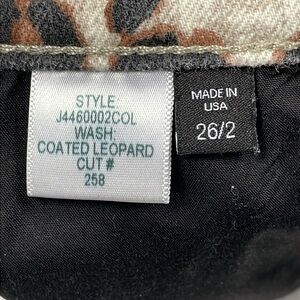 STYLE:
J4460002COL
WASH:
COATED LEOPARD
CUT #
258
MADE IN
USA
26/2